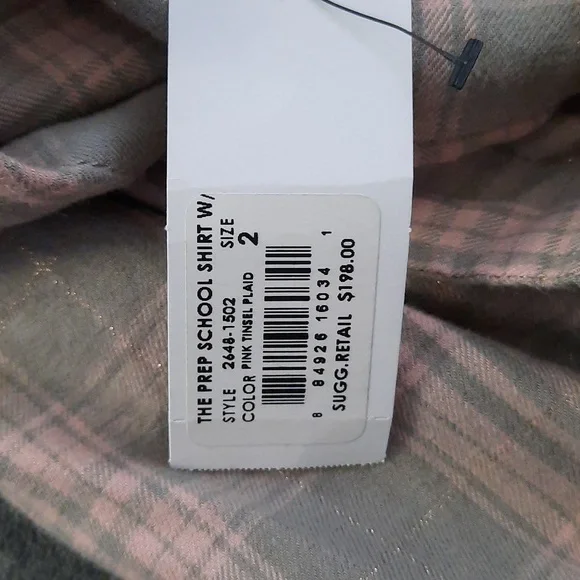 THE PREP SCHOOL SHIRT W/
STYLE 2648-1502 SIZE
COLOR PINK TINSEL PLAID 2
8 84926 16034 1
SUGG.RETAIL $198.00